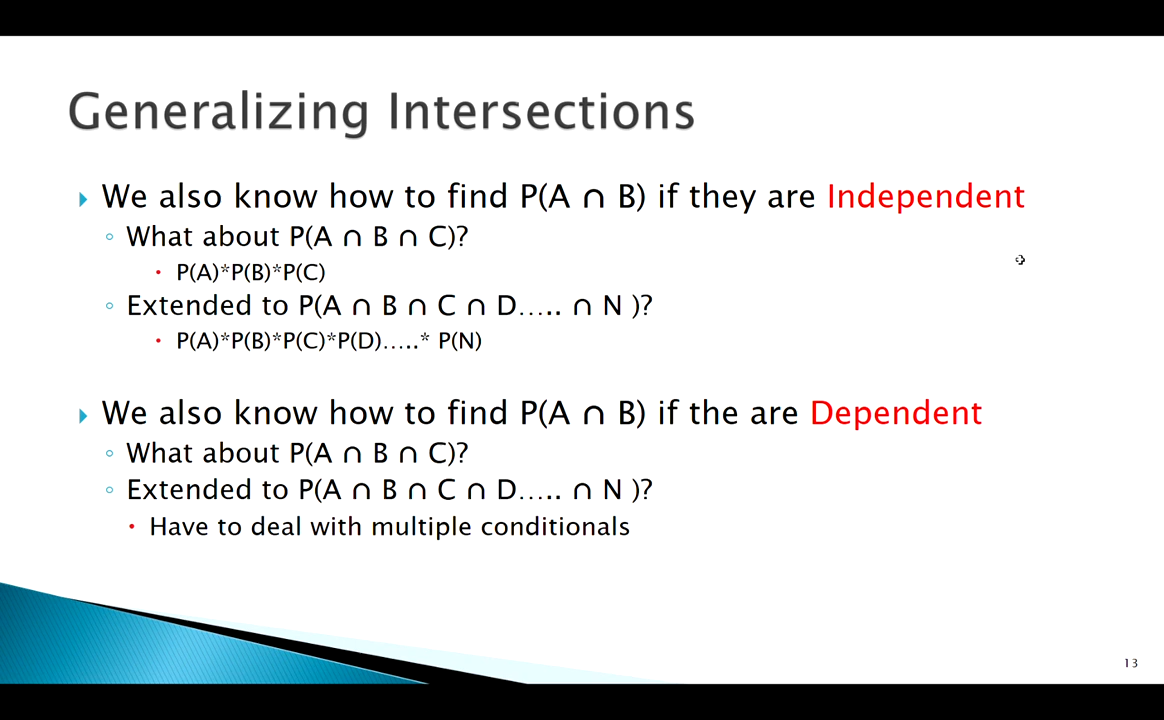 Generalizing Intersections
We also know how to find P(A ∩ B) if they are Independent
What about P(A ∩ B ∩ C)?
P(A)*P(B)*P(C)
Extended to P(A ∩ B ∩ C ∩ D….. ∩ N )?
P(A)*P(B)*P(C)*P(D)…..* P(N)
We also know how to find P(A ∩ B) if the are Dependent
What about P(A ∩ B ∩ C)?
Extended to P(A ∩ B ∩ C ∩ D….. ∩ N )?
Have to deal with multiple conditionals
13